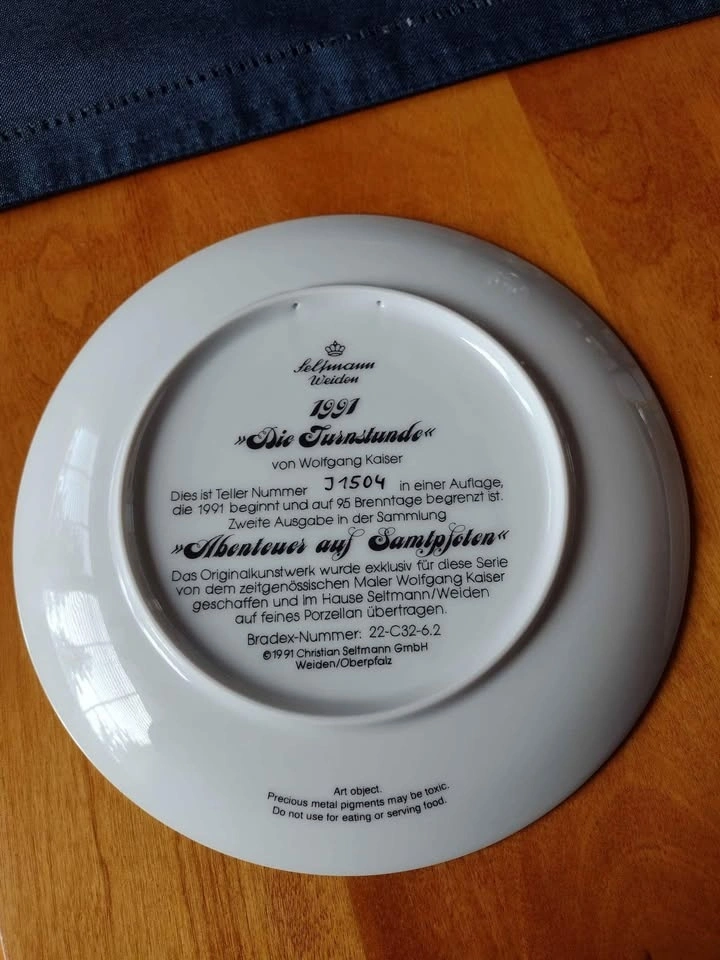 Seltmann
Weiden
1991
»Die Turnstunde«
von Wolfgang Kaiser
Dies ist Teller Nummer J1504 in einer Auflage,
die 1991 beginnt und auf 95 Brenntage begrenzt ist.
Zweite Ausgabe in der Sammlung
»Abenteuer auf Samtpfoten«
Das Originalkunstwerk wurde exklusiv für diese Serie
von dem zeitgenössischen Maler Wolfgang Kaiser
geschaffen und im Hause Seltmann/Weiden
auf feines Porzellan übertragen.
Bradex-Nummer: 22-C32-6.2
©1991 Christian Seltmann GmbH
Weiden/Oberpfalz
Art object.
Precious metal pigments may be toxic.
Do not use for eating or serving food.